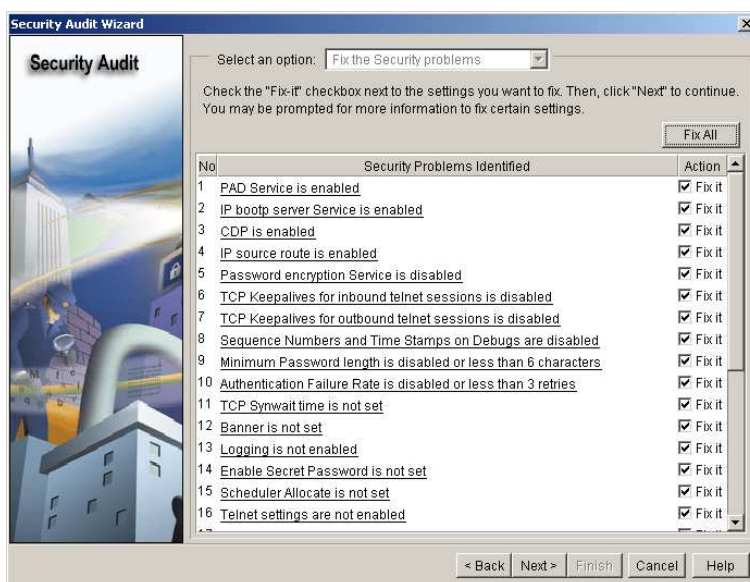 Security Audit Wizard
Security Audit
Select an option: Fix the Security problems
Check the "Fix-it" checkbox next to the settings you want to fix. Then, click "Next" to continue.
You may be prompted for more information to fix certain settings.
Fix All
No Security Problems Identified Action
1 PAD Service is enabled Fix it
2 IP bootp server Service is enabled Fix it
3 CDP is enabled Fix it
4 IP source route is enabled Fix it
5 Password encryption Service is disabled Fix it
6 TCP Keepalives for inbound telnet sessions is disabled Fix it
7 TCP Keepalives for outbound telnet sessions is disabled Fix it
8 Sequence Numbers and Time Stamps on Debugs are disabled Fix it
9 Minimum Password length is disabled or less than 6 characters Fix it
10 Authentication Failure Rate is disabled or less than 3 retries Fix it
11 TCP Synwait time is not set Fix it
12 Banner is not set Fix it
13 Logging is not enabled Fix it
14 Enable Secret Password is not set Fix it
15 Scheduler Allocate is not set Fix it
16 Telnet settings are not enabled Fix it
< Back Next > Finish Cancel Help